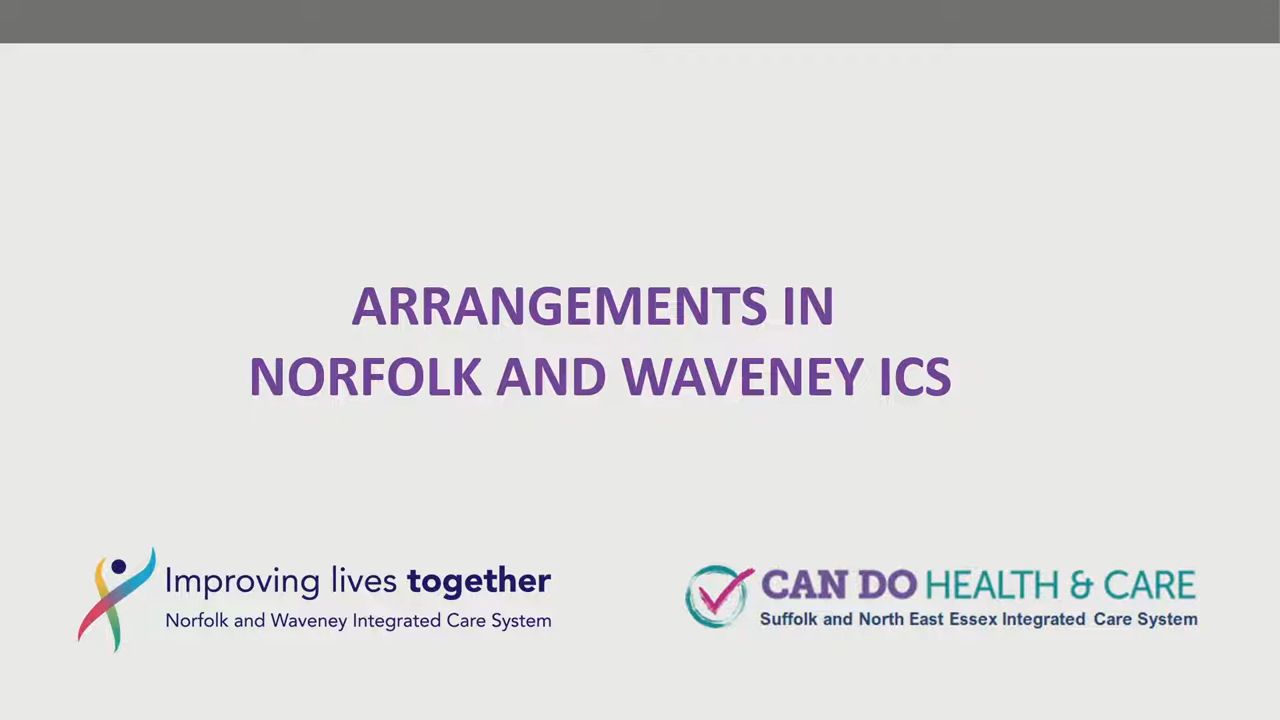 ARRANGEMENTS IN
NORFOLK AND WAVENEY ICS
Improving lives together
Norfolk and Waveney Integrated Care System
CAN DO HEALTH & CARE
Suffolk and North East Essex Integrated Care System